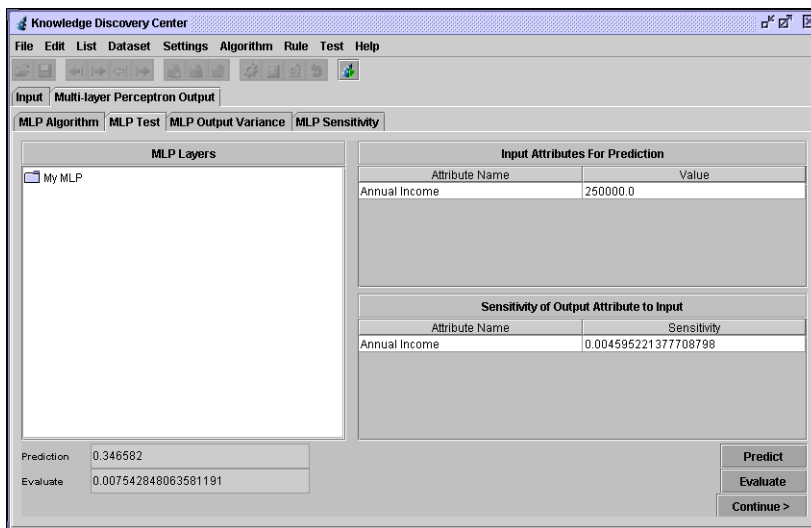 Knowledge Discovery Center
File Edit List Dataset Settings Algorithm Rule Test Help
Input Multi-layer Perceptron Output
MLP Algorithm MLP Test MLP Output Variance MLP Sensitivity
MLP Layers
My MLP
Input Attributes For Prediction
Attribute Name Value
Annual Income 250000.0
Sensitivity of Output Attribute to Input
Attribute Name Sensitivity
Annual Income 0.004595221377708798
Prediction 0.346582
Evaluate 0.007542848063581191
Predict
Evaluate
Continue >